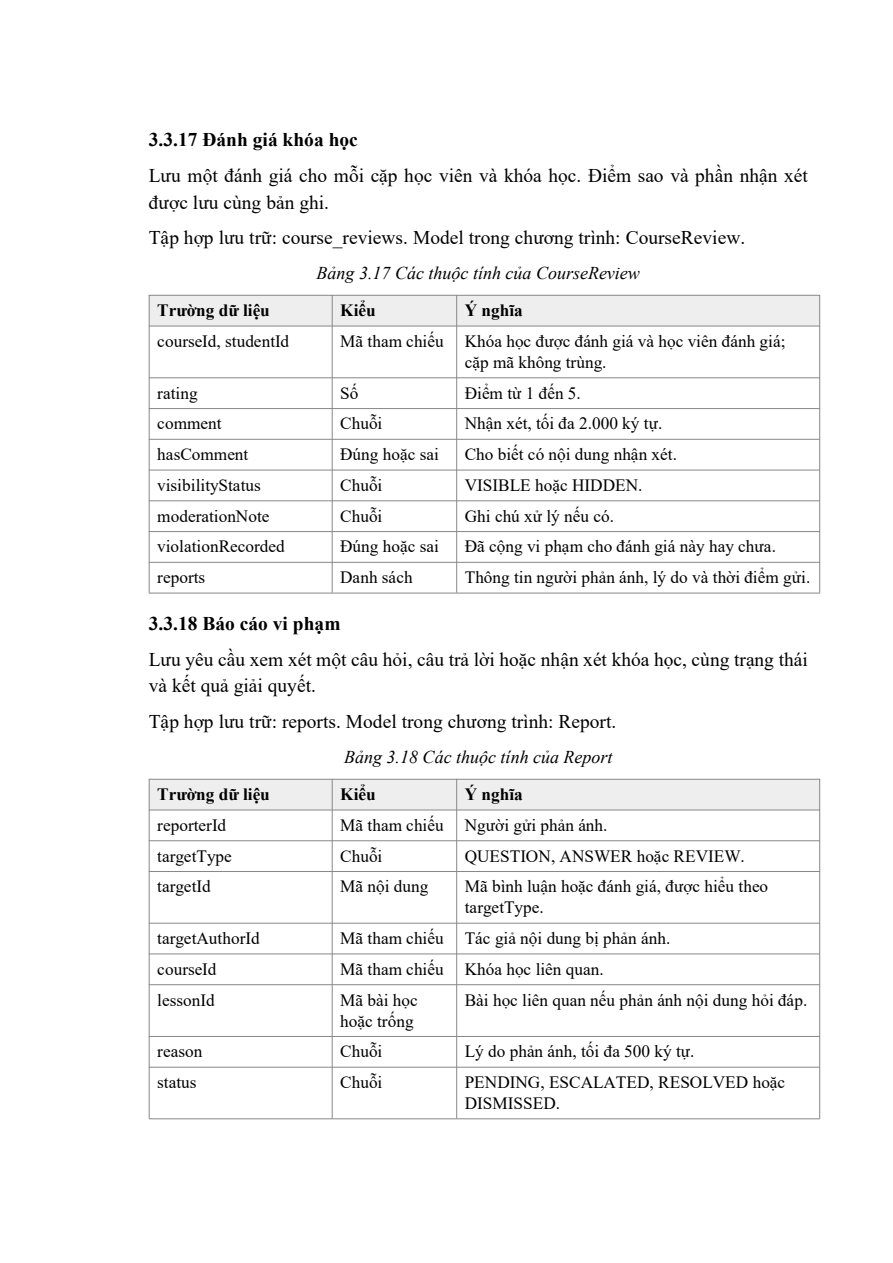 3.3.17 Đánh giá khóa học
Lưu một đánh giá cho mỗi cặp học viên và khóa học. Điểm sao và phần nhận xét
được lưu cùng bản ghi.
Tập hợp lưu trữ: course_reviews. Model trong chương trình: CourseReview.
Bảng 3.17 Các thuộc tính của CourseReview
Trường dữ liệu Kiểu Ý nghĩa
courseId, studentId Mã tham chiếu Khóa học được đánh giá và học viên đánh giá;
cặp mã không trùng.
rating Số Điểm từ 1 đến 5.
comment Chuỗi Nhận xét, tối đa 2.000 ký tự.
hasComment Đúng hoặc sai Cho biết có nội dung nhận xét.
visibilityStatus Chuỗi VISIBLE hoặc HIDDEN.
moderationNote Chuỗi Ghi chú xử lý nếu có.
violationRecorded Đúng hoặc sai Đã cộng vi phạm cho đánh giá này hay chưa.
reports Danh sách Thông tin người phản ánh, lý do và thời điểm gửi.
3.3.18 Báo cáo vi phạm
Lưu yêu cầu xem xét một câu hỏi, câu trả lời hoặc nhận xét khóa học, cùng trạng thái
và kết quả giải quyết.
Tập hợp lưu trữ: reports. Model trong chương trình: Report.
Bảng 3.18 Các thuộc tính của Report
Trường dữ liệu Kiểu Ý nghĩa
reporterId Mã tham chiếu Người gửi phản ánh.
targetType Chuỗi QUESTION, ANSWER hoặc REVIEW.
targetId Mã nội dung Mã bình luận hoặc đánh giá, được hiểu theo
targetType.
targetAuthorId Mã tham chiếu Tác giả nội dung bị phản ánh.
courseId Mã tham chiếu Khóa học liên quan.
lessonId Mã bài học Bài học liên quan nếu phản ánh nội dung hỏi đáp.
hoặc trống
reason Chuỗi Lý do phản ánh, tối đa 500 ký tự.
status Chuỗi PENDING, ESCALATED, RESOLVED hoặc
DISMISSED.